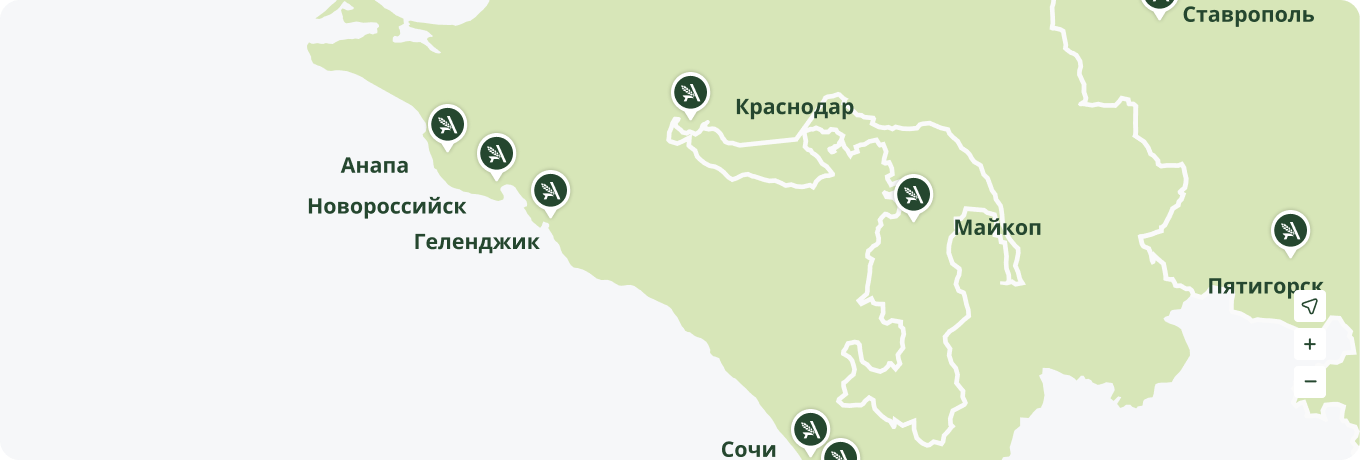 Ставрополь
Краснодар
Анапа
Новороссийск
Геленджик
Майкоп
Пятигорск
+
−
Сочи